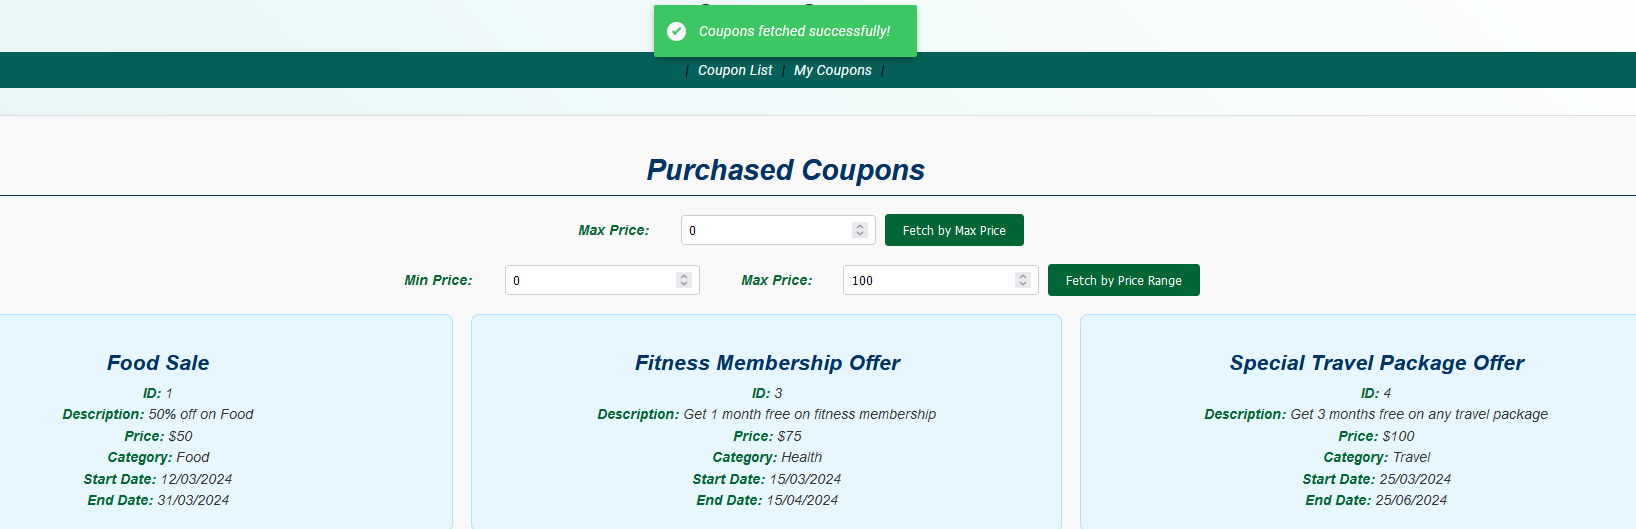 Coupons fetched successfully!
| Coupon List | My Coupons |
Purchased Coupons
Max Price: 0 Fetch by Max Price
Min Price: 0 Max Price: 100 Fetch by Price Range
Food Sale
ID: 1
Description: 50% off on Food
Price: $50
Category: Food
Start Date: 12/03/2024
End Date: 31/03/2024
Fitness Membership Offer
ID: 3
Description: Get 1 month free on fitness membership
Price: $75
Category: Health
Start Date: 15/03/2024
End Date: 15/04/2024
Special Travel Package Offer
ID: 4
Description: Get 3 months free on any travel package
Price: $100
Category: Travel
Start Date: 25/03/2024
End Date: 25/06/2024